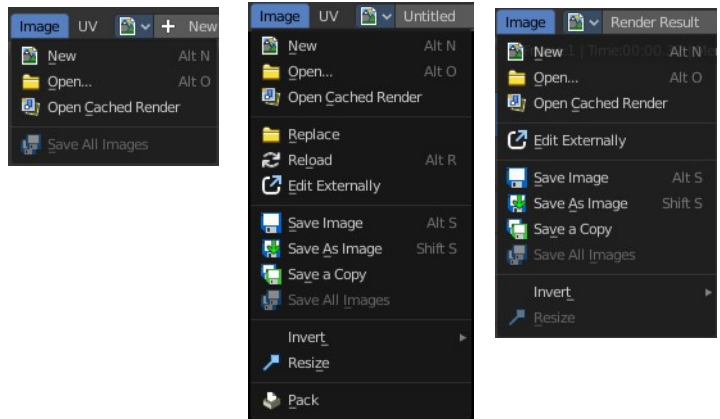 Image UV New
New Alt N
Open... Alt O
Open Cached Render
Save All Images
Image UV Untitled
New Alt N
Open... Alt O
Open Cached Render
Replace
Reload Alt R
Edit Externally
Save Image Alt S
Save As Image Shift S
Save a Copy
Save All Images
Invert
Resize
Pack
Image Render Result
New Time:00:00 Alt N
Open... Alt O
Open Cached Render
Edit Externally
Save Image Alt S
Save As Image Shift S
Save a Copy
Save All Images
Invert
Resize